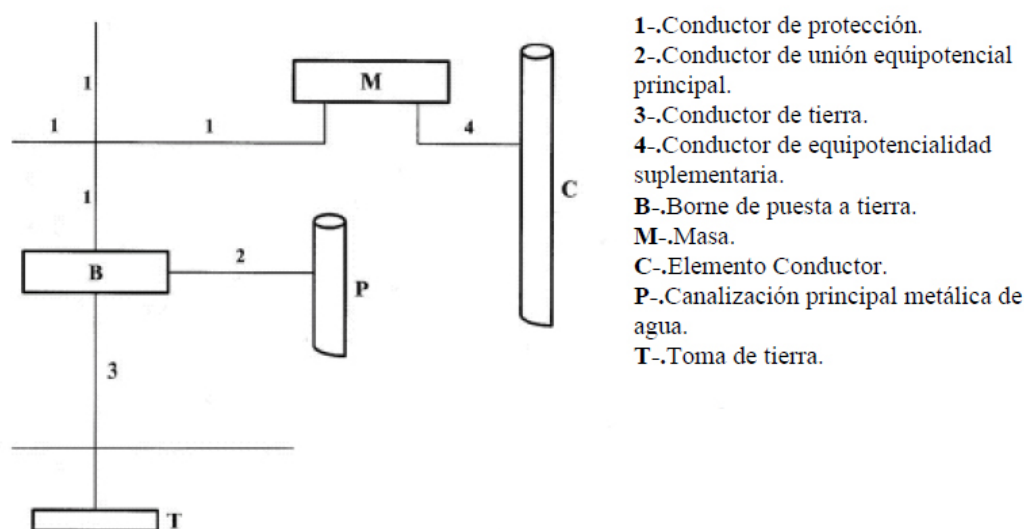 1
M
1
1
4
C
1
2
B
P
3
T
1-.Conductor de protección.
2-.Conductor de unión equipotencial
principal.
3-.Conductor de tierra.
4-.Conductor de equipotencialidad
suplementaria.
B-.Borne de puesta a tierra.
M-.Masa.
C-.Elemento Conductor.
P-.Canalización principal metálica de
agua.
T-.Toma de tierra.